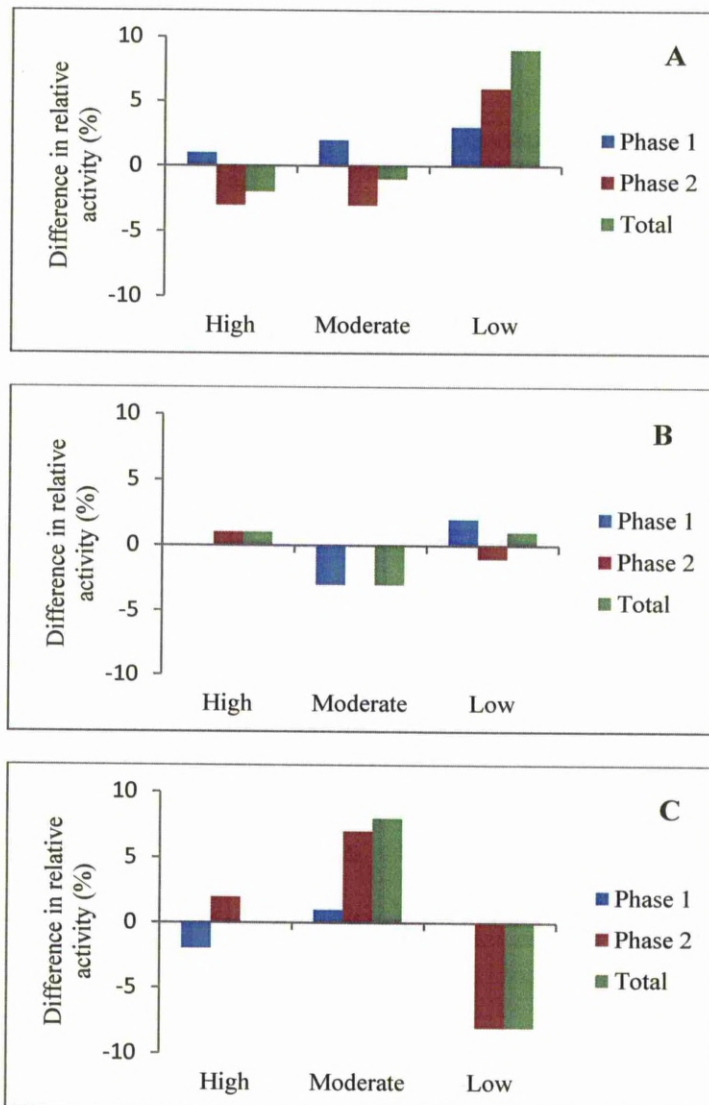 A
Difference in relative
activity (%)
10
5
0
-5
-10
High Moderate Low
Phase 1
Phase 2
Total
B
Difference in relative
activity (%)
10
5
0
-5
-10
High Moderate Low
Phase 1
Phase 2
Total
C
Difference in relative
activity (%)
10
5
0
-5
-10
High Moderate Low
Phase 1
Phase 2
Total